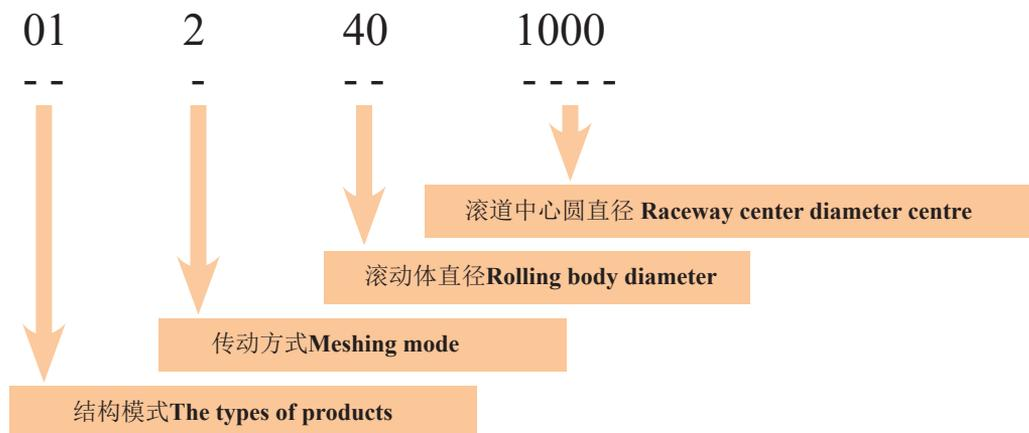 01 2 40 1000
-- - -- ----
滚道中心圆直径 Raceway center diameter centre
滚动体直径Rolling body diameter
传动方式Meshing mode
结构模式The types of products